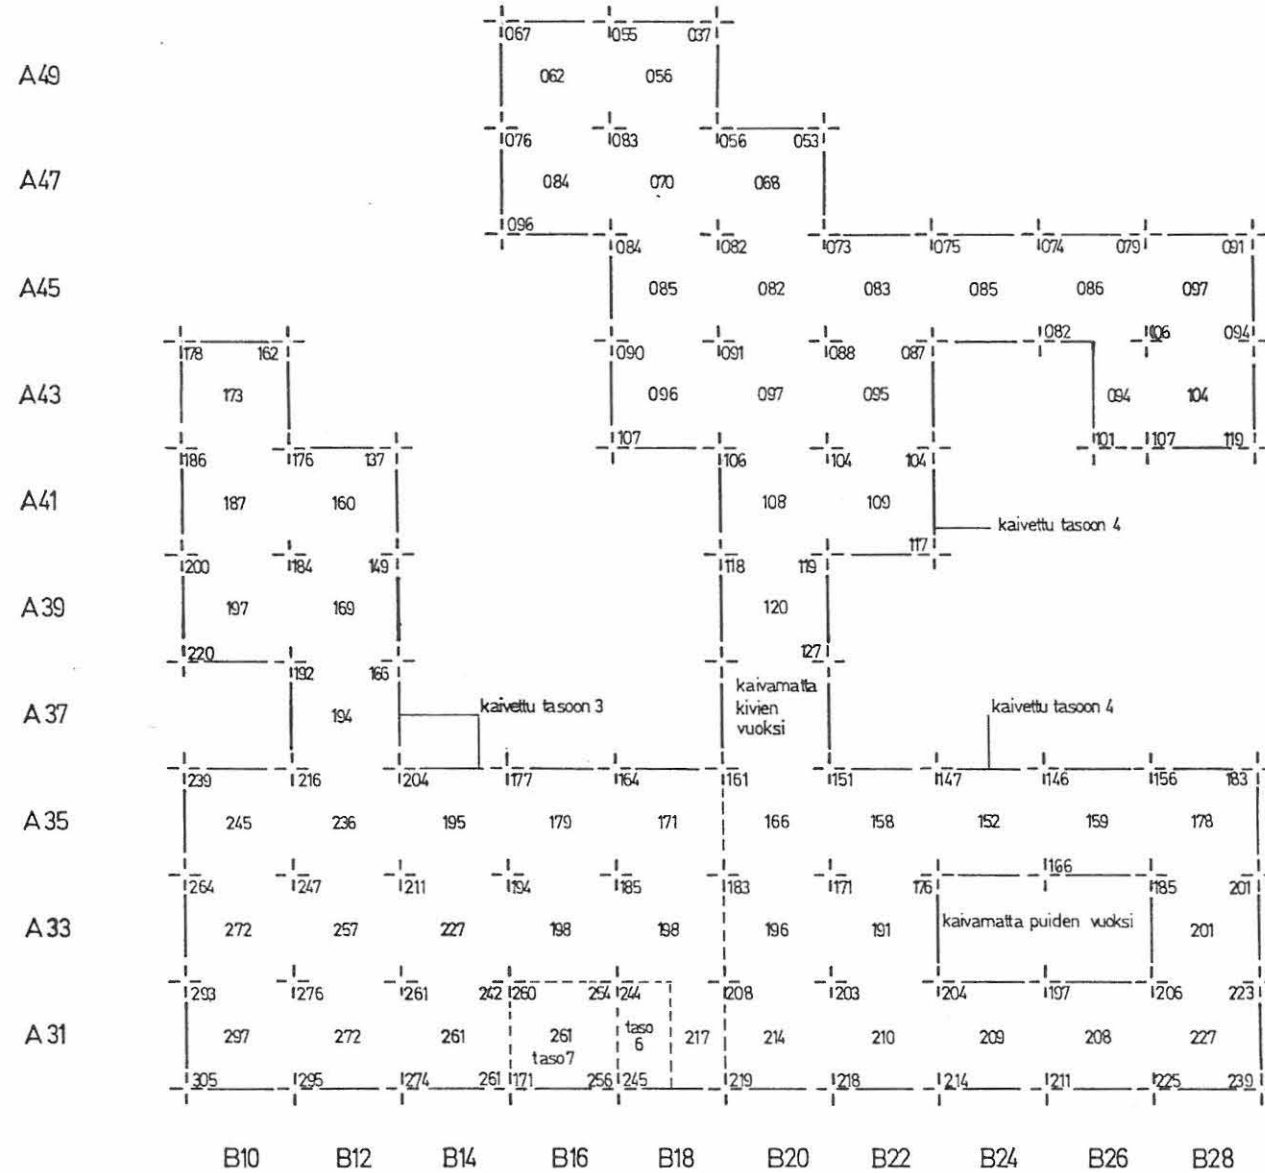 067 055 037
A49 062 056
076 083 056 053
A47 084 070 068
096 084 082 073 075 074 079 091
A45 085 082 083 085 086 097
178 162 090 091 088 087 082 106 094
A43 173 096 097 095 094 104
186 176 137 107 106 104 104 101 107 119
A41 187 160 108 109
kaivettu tasoon 4
200 184 149 118 119 117
A39 197 169 120
220 192 166 127
A37 194 kaivettu tasoon 3 kaivamatta kivien vuoksi kaivettu tasoon 4
239 216 204 177 164 161 151 147 146 156 183
A35 245 236 195 179 171 166 158 152 159 178
264 247 211 194 185 183 171 176 166 185 201
A33 272 257 227 198 198 196 191 kaivamatta puiden vuoksi 201
293 276 261 242 260 254 244 208 203 204 197 206 223
A31 297 272 261 261 taso7 taso 6 217 214 210 209 208 227
305 295 274 261 171 256 245 219 218 214 211 225 239
B10 B12 B14 B16 B18 B20 B22 B24 B26 B28